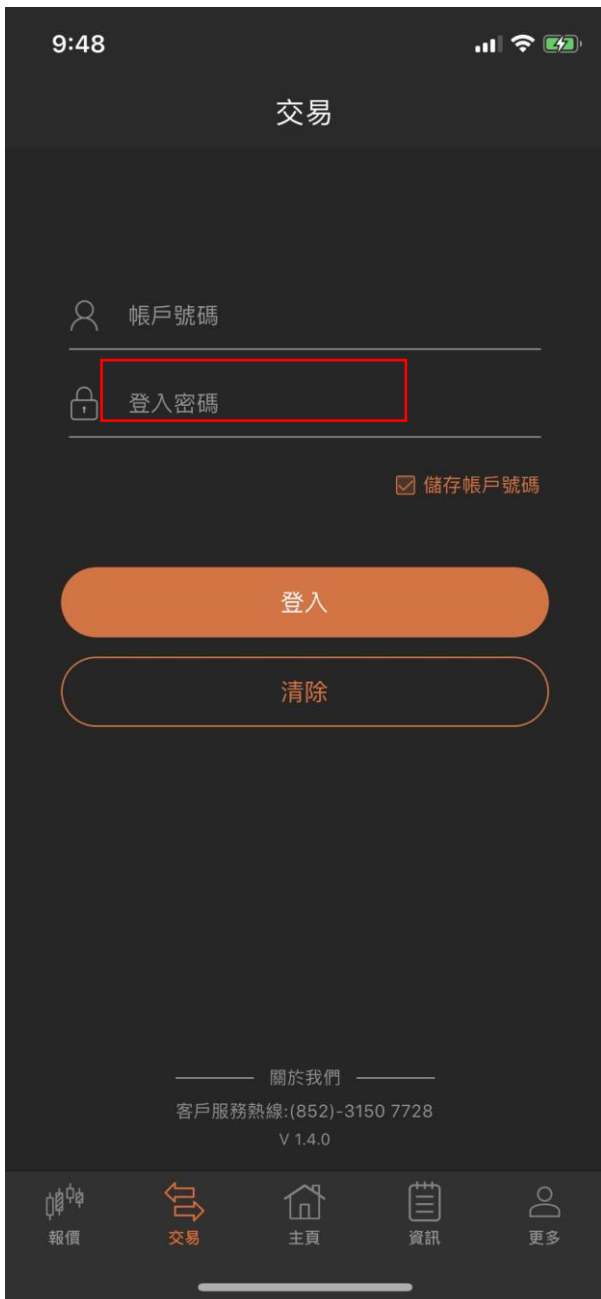 9:48
交易
帳戶號碼
登入密碼
儲存帳戶號碼
登入
清除
關於我們
客戶服務熱線:(852)-3150 7728
V 1.4.0
報價 交易 主頁 資訊 更多